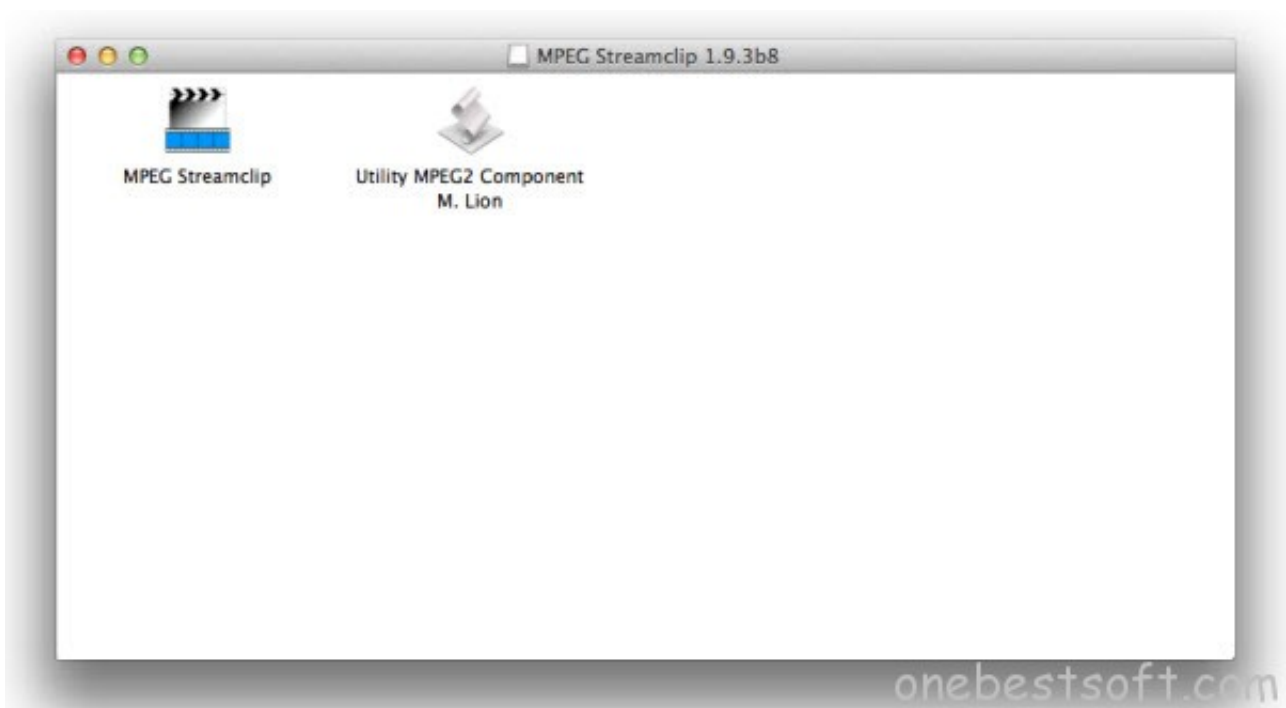 MPEG Streamclip 1.9.3b8
MPEG Streamclip
Utility MPEG2 Component
M. Lion
onebestsoft.com